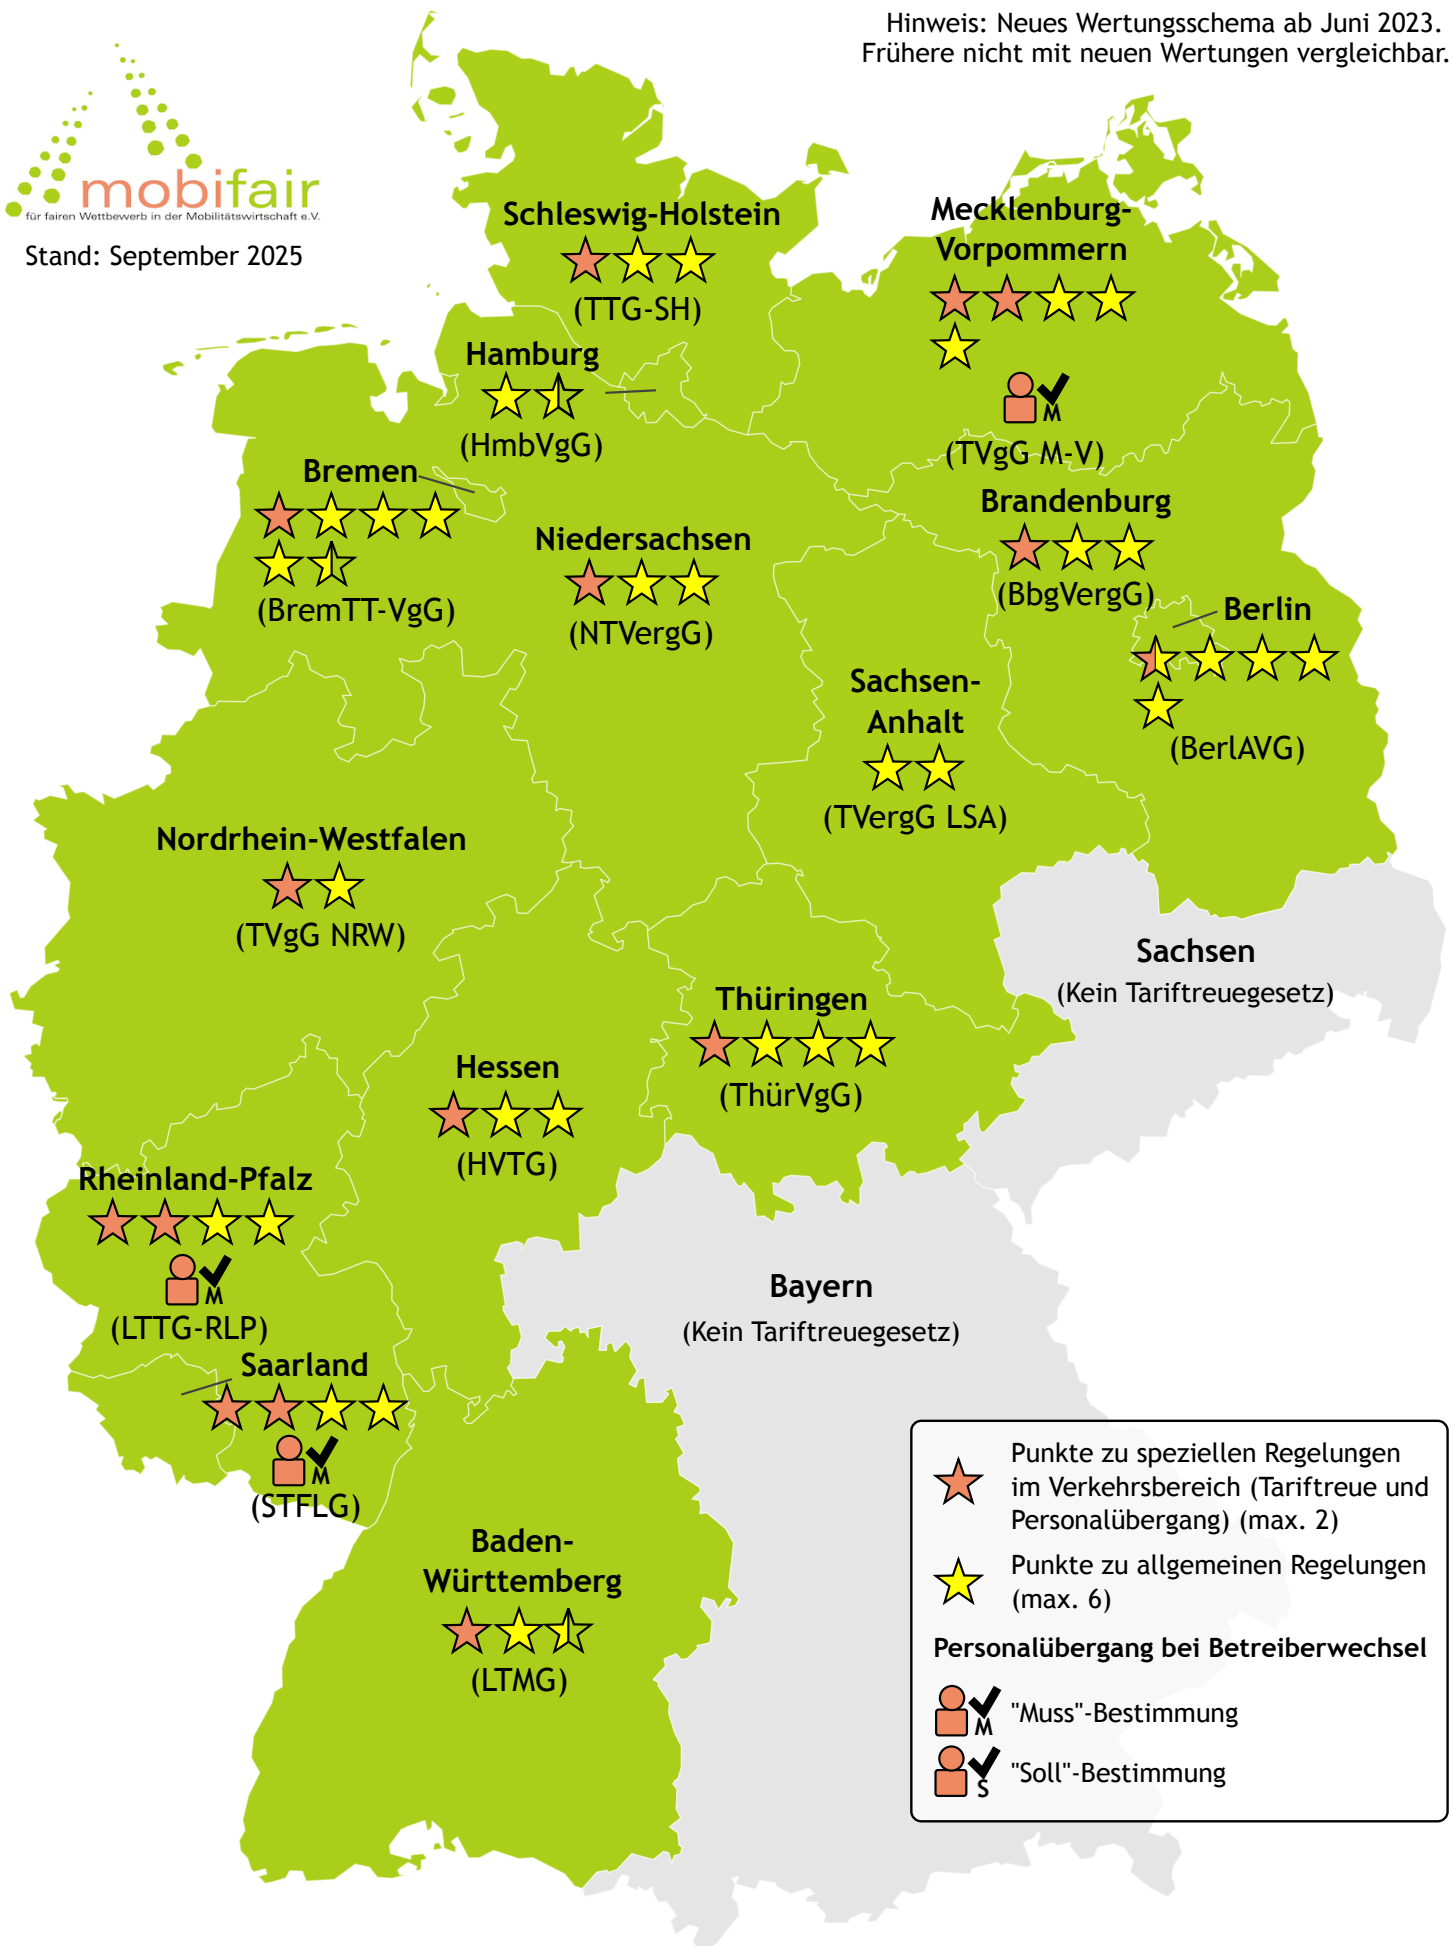 Hinweis: Neues Wertungsschema ab Juni 2023.
Frühere nicht mit neuen Wertungen vergleichbar.
mobifair
für fairen Wettbewerb in der Mobilitätswirtschaft e.V.
Stand: September 2025
Schleswig-Holstein
(TTG-SH)
Mecklenburg-
Vorpommern
M
(TVgG M-V)
Hamburg
(HmbVgG)
Bremen
(BremTT-VgG)
Niedersachsen
(NTVergG)
Brandenburg
(BbgVergG)
Berlin
(BerlAVG)
Sachsen-
Anhalt
(TVergG LSA)
Nordrhein-Westfalen
(TVgG NRW)
Sachsen
(Kein Tariftreuegesetz)
Thüringen
(ThürVgG)
Hessen
(HVTG)
Rheinland-Pfalz
M
(LTTG-RLP)
Bayern
(Kein Tariftreuegesetz)
Saarland
M
(STFLG)
Baden-
Württemberg
(LTMG)
Punkte zu speziellen Regelungen
im Verkehrsbereich (Tariftreue und
Personalübergang) (max. 2)
Punkte zu allgemeinen Regelungen
(max. 6)
Personalübergang bei Betreiberwechsel
M "Muss"-Bestimmung
S "Soll"-Bestimmung